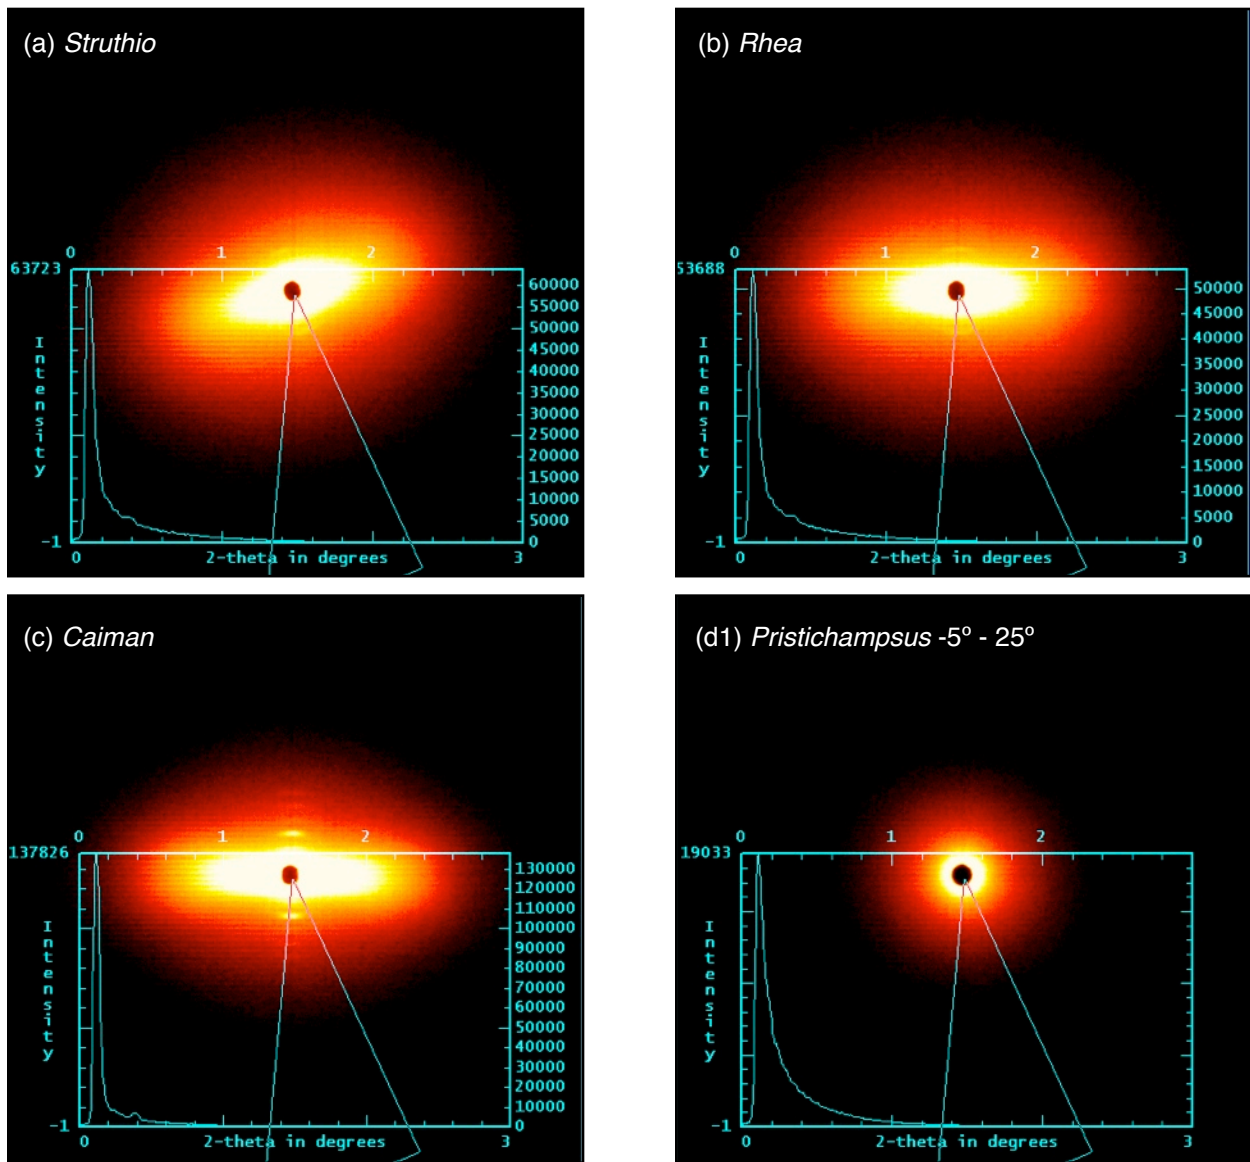 (a) Struthio
0 1 2
63723
60000
55000
50000
45000
40000
35000
30000
25000
20000
15000
10000
5000
0
Intensity
-1
0 2-theta in degrees 3
(b) Rhea
0 1 2
53688
50000
45000
40000
35000
30000
25000
20000
15000
10000
5000
0
Intensity
-1
0 2-theta in degrees 3
(c) Caiman
0 1 2
137826
130000
120000
110000
100000
90000
80000
70000
60000
50000
40000
30000
20000
10000
0
Intensity
-1
0 2-theta in degrees 3
(d1) Pristichampsus -5º - 25º
0 1 2
19033
Intensity
-1
0 2-theta in degrees 3